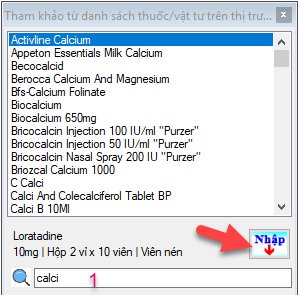 Tham khảo từ danh sách thuốc/vật tư trên thị trư...
Activline Calcium
Appeton Essentials Milk Calcium
Becocalcid
Berocca Calcium And Magnesium
Bfs-Calcium Folinate
Biocalcium
Biocalcium 650mg
Bricocalcin Injection 100 IU/ml "Purzer"
Bricocalcin Injection 50 IU/ml "Purzer"
Bricocalcin Nasal Spray 200 IU "Purzer"
Briozcal Calcium 1000
C Calci
Calci And Colecalciferol Tablet BP
Calci B 10Ml
Loratadine
10mg | Hộp 2 vỉ x 10 viên | Viên nén
Nhập
calci 1